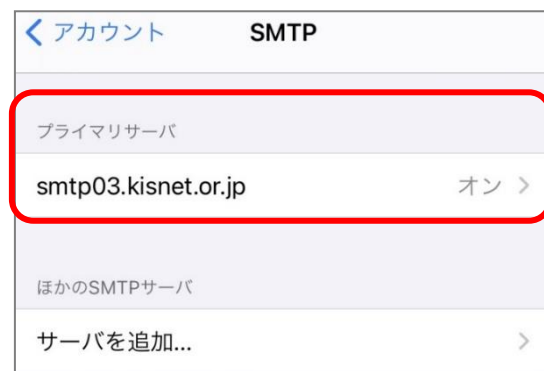 アカウント SMTP
プライマリサーバ
smtp03.kisnet.or.jp オン
ほかのSMTPサーバ
サーバを追加...